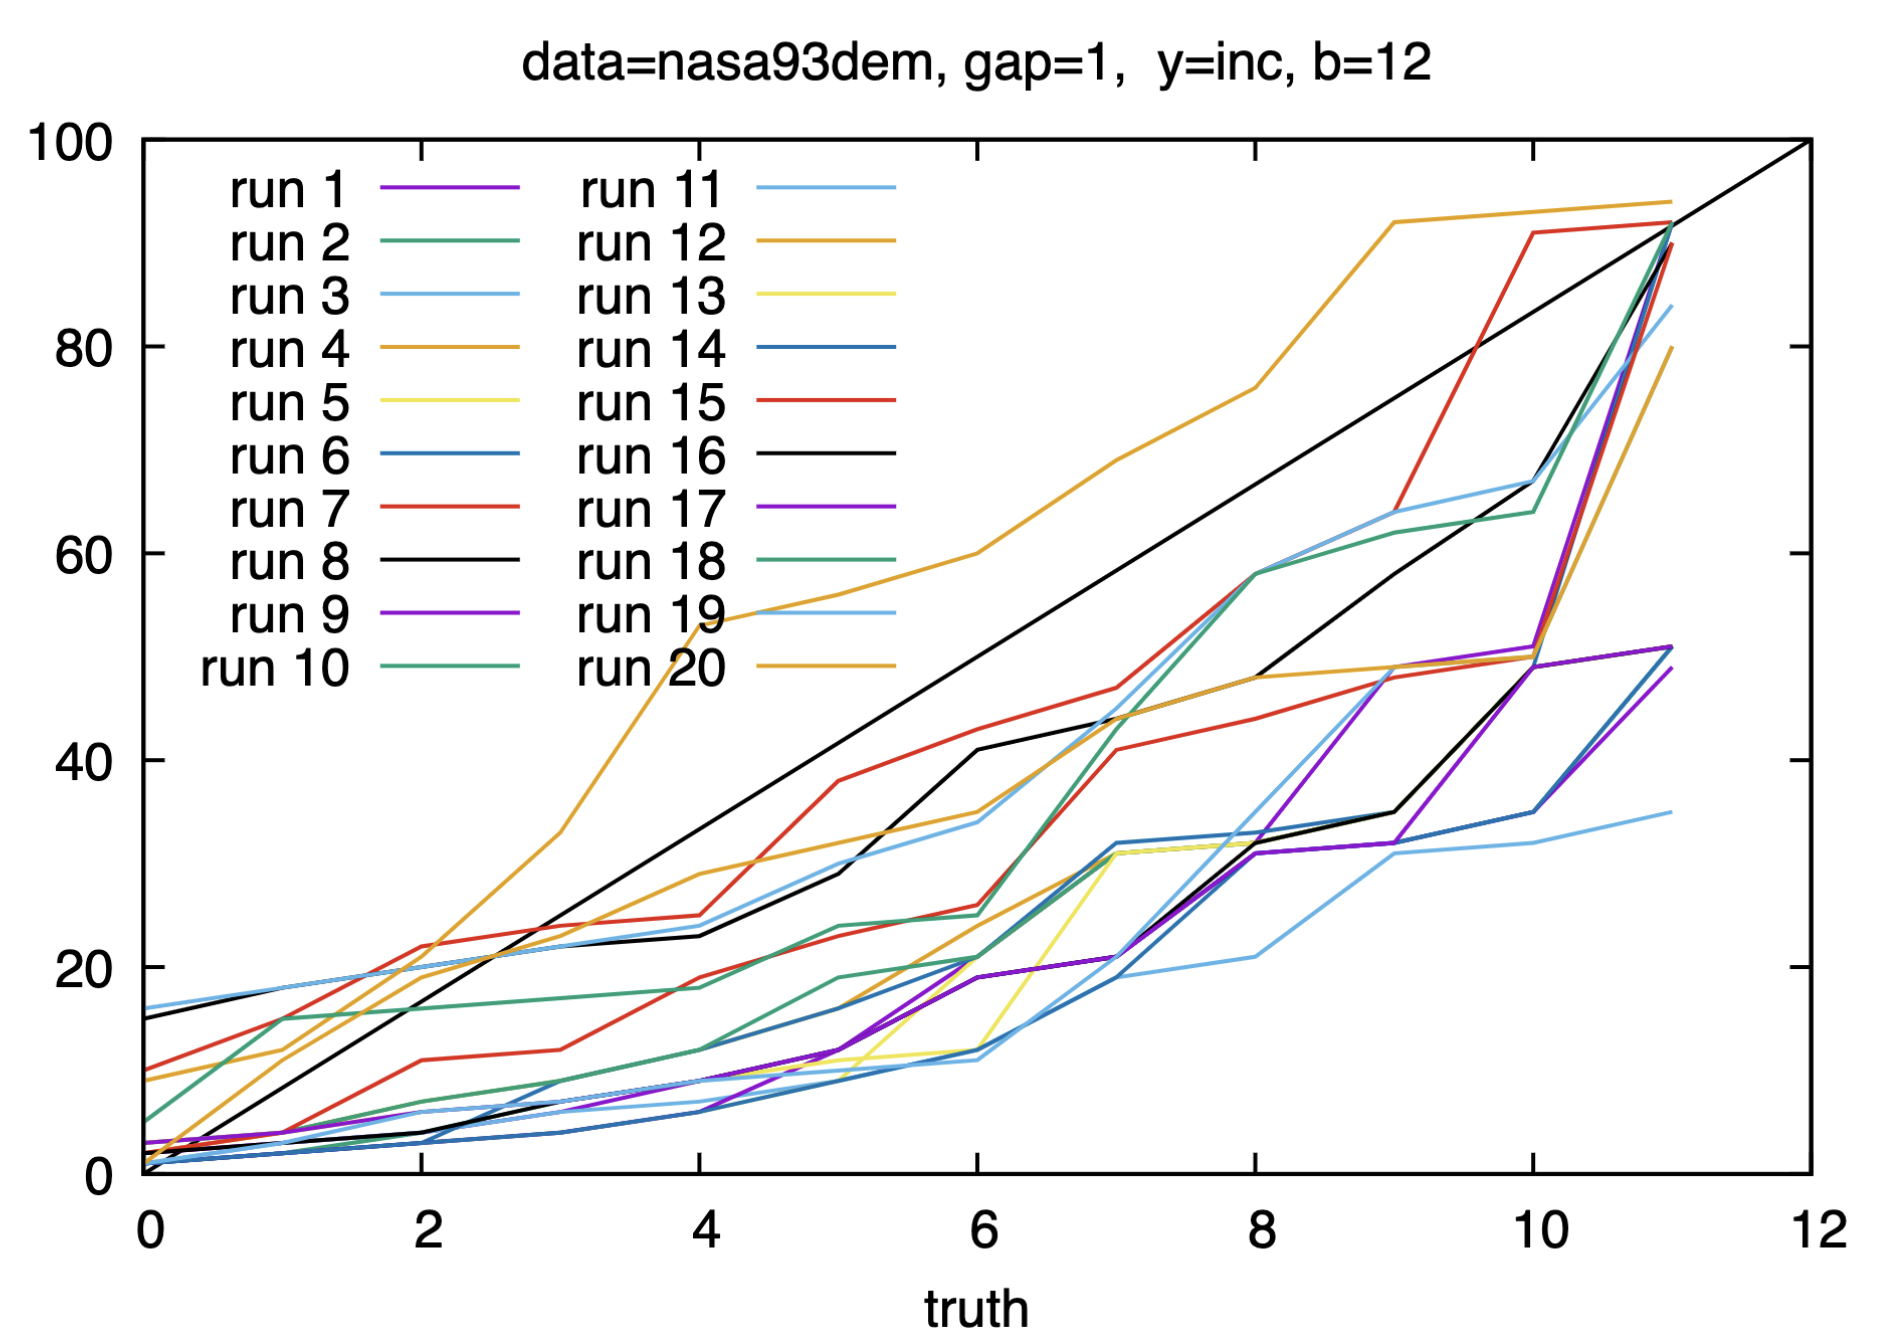 data=nasa93dem, gap=1,  y=inc, b=12
100
80
60
40
20
0
run 1
run 2
run 3
run 4
run 5
run 6
run 7
run 8
run 9
run 10
run 11
run 12
run 13
run 14
run 15
run 16
run 17
run 18
run 19
run 20
0 2 4 6 8 10 12
truth